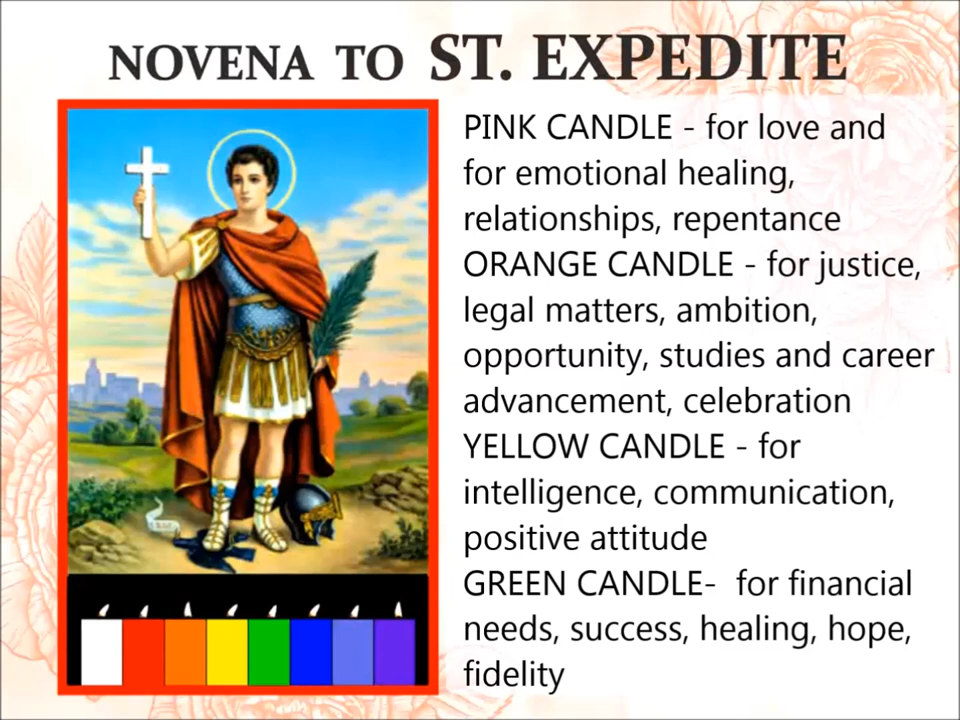 NOVENA TO ST. EXPEDITE
PINK CANDLE - for love and
for emotional healing,
relationships, repentance
ORANGE CANDLE - for justice,
legal matters, ambition,
opportunity, studies and career
advancement, celebration
YELLOW CANDLE - for
intelligence, communication,
positive attitude
GREEN CANDLE-  for financial
needs, success, healing, hope,
fidelity